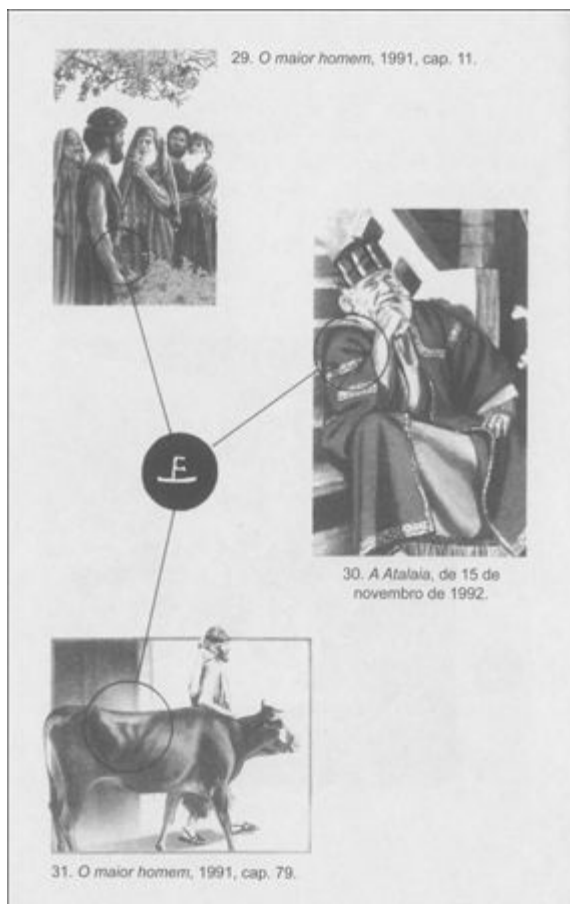 29. O maior homem, 1991, cap. 11.
30. A Atalaia, de 15 de
novembro de 1992.
31. O maior homem, 1991, cap. 79.